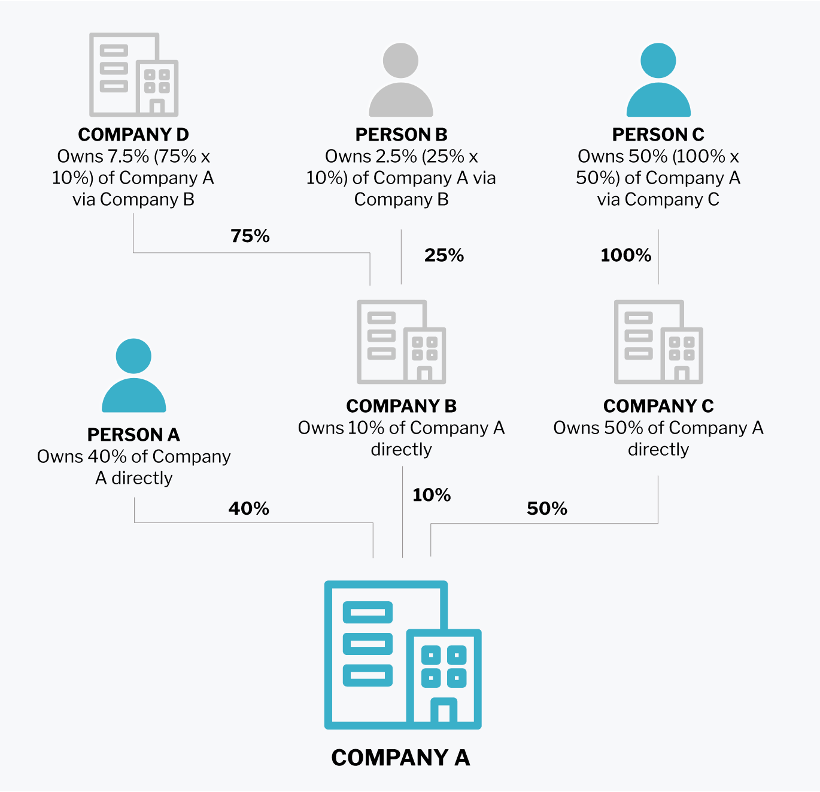 COMPANY D
Owns 7.5% (75% x
10%) of Company A
via Company B
PERSON B
Owns 2.5% (25% x
10%) of Company A via
Company B
PERSON C
Owns 50% (100% x
50%) of Company A
via Company C
75%
25%
100%
PERSON A
Owns 40% of Company
A directly
COMPANY B
Owns 10% of Company A
directly
COMPANY C
Owns 50% of Company A
directly
40%
10%
50%
COMPANY A